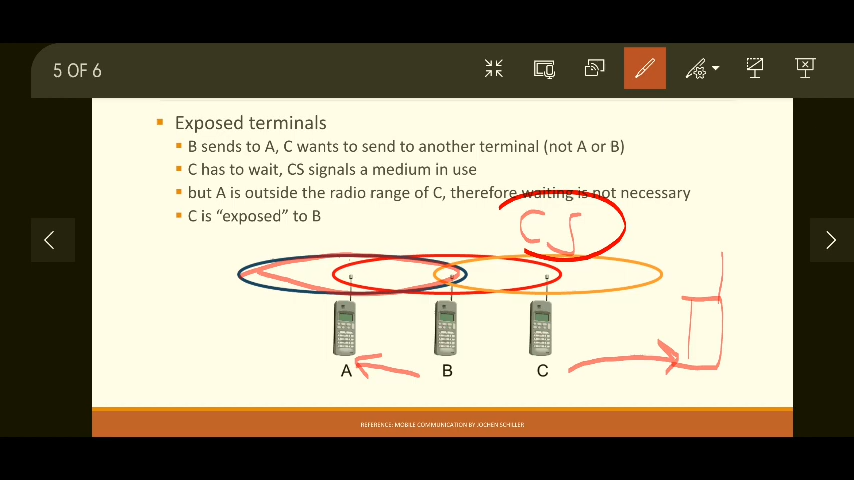 5 OF 6
Exposed terminals
B sends to A, C wants to send to another terminal (not A or B)
C has to wait, CS signals a medium in use
but A is outside the radio range of C, therefore waiting is not necessary
C is “exposed” to B
CS
A B C
REFERENCE: MOBILE COMMUNICATION BY JOCHEN SCHILLER